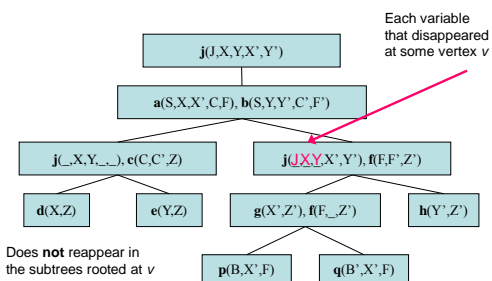 Each variable
that disappeared
at some vertex v
j(J,X,Y,X',Y')
a(S,X,X',C,F), b(S,Y,Y',C',F')
j(_,X,Y,_,_), c(C,C',Z)
j(J,X,Y,X',Y'), f(F,F',Z')
d(X,Z)
e(Y,Z)
g(X',Z'), f(F,_,Z')
h(Y',Z')
Does not reappear in
the subtrees rooted at v
p(B,X',F)
q(B',X',F)